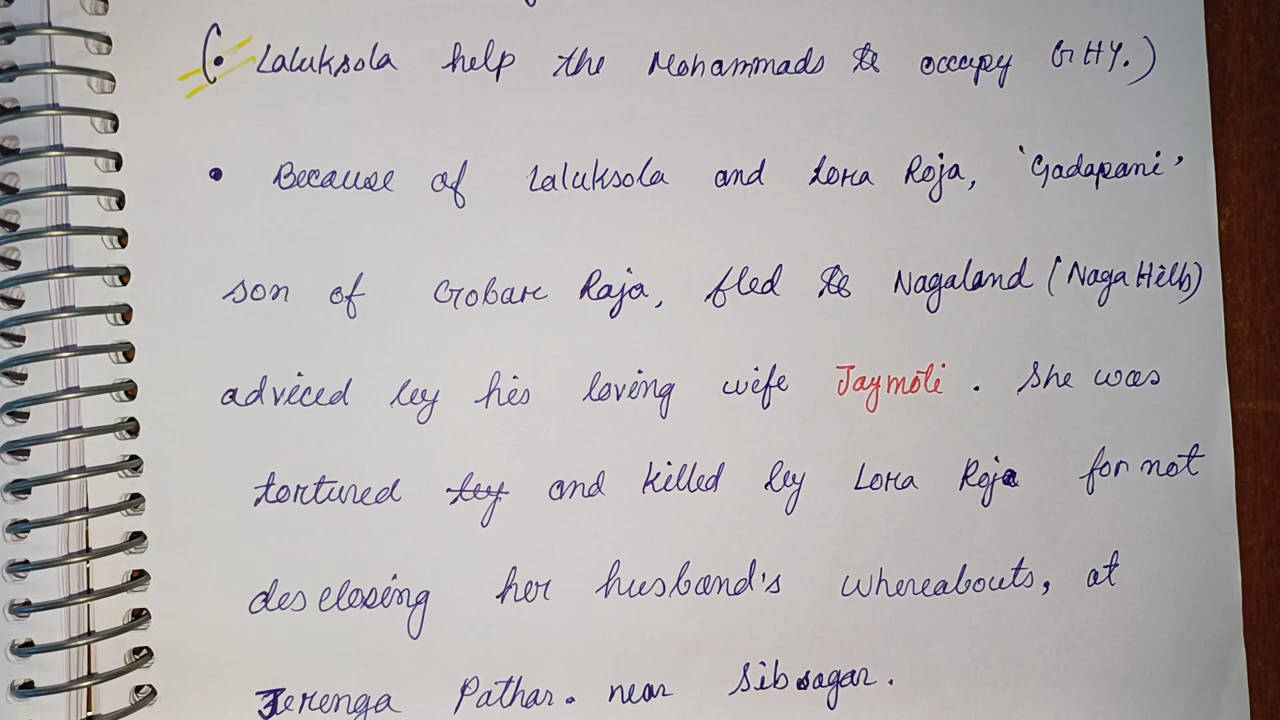 (• Laluksola help the Mohammads to occupy GHY.)
• Because of Laluksola and Lora Roja, 'Gadapani'
son of Gobar Raja, fled to Nagaland (Naga Hills)
adviced by his loving wife Jaymoti. She was
tortured by and killed by Lora Roja for not
desclosing her husband's whereabouts, at
Jerenga Pathar. near Sibsagar.